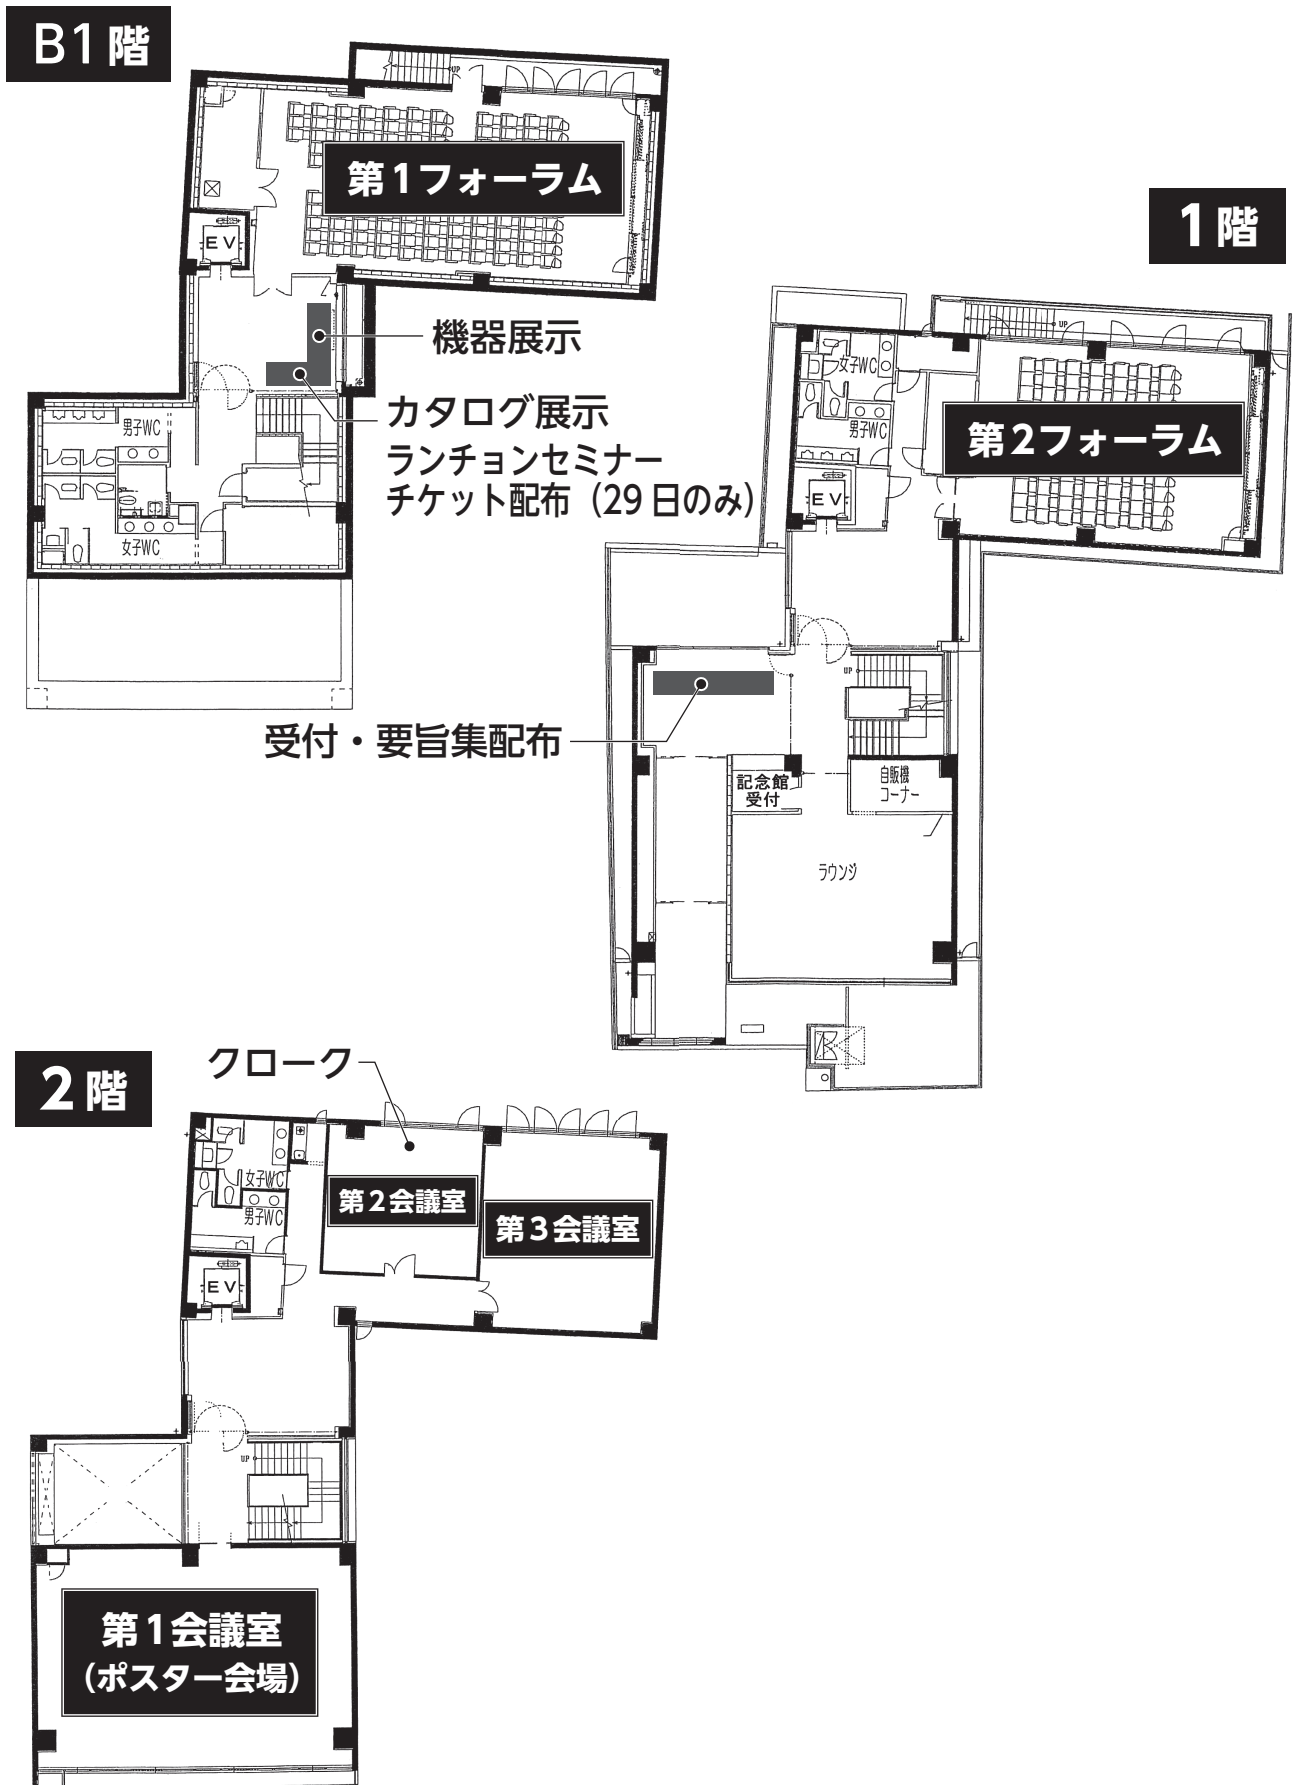 B1階
UP
第1フォーラム
EV
機器展示
カタログ展示
ランチョンセミナー
チケット配布（29日のみ）
男子WC
女子WC
1階
UP
女子WC
男子WC
第2フォーラム
EV
UP
受付・要旨集配布
記念館
受付
自販機
コーナー
ラウンジ
2階
クローク
女子WC
男子WC
第2会議室
第3会議室
EV
UP
第1会議室
（ポスター会場）